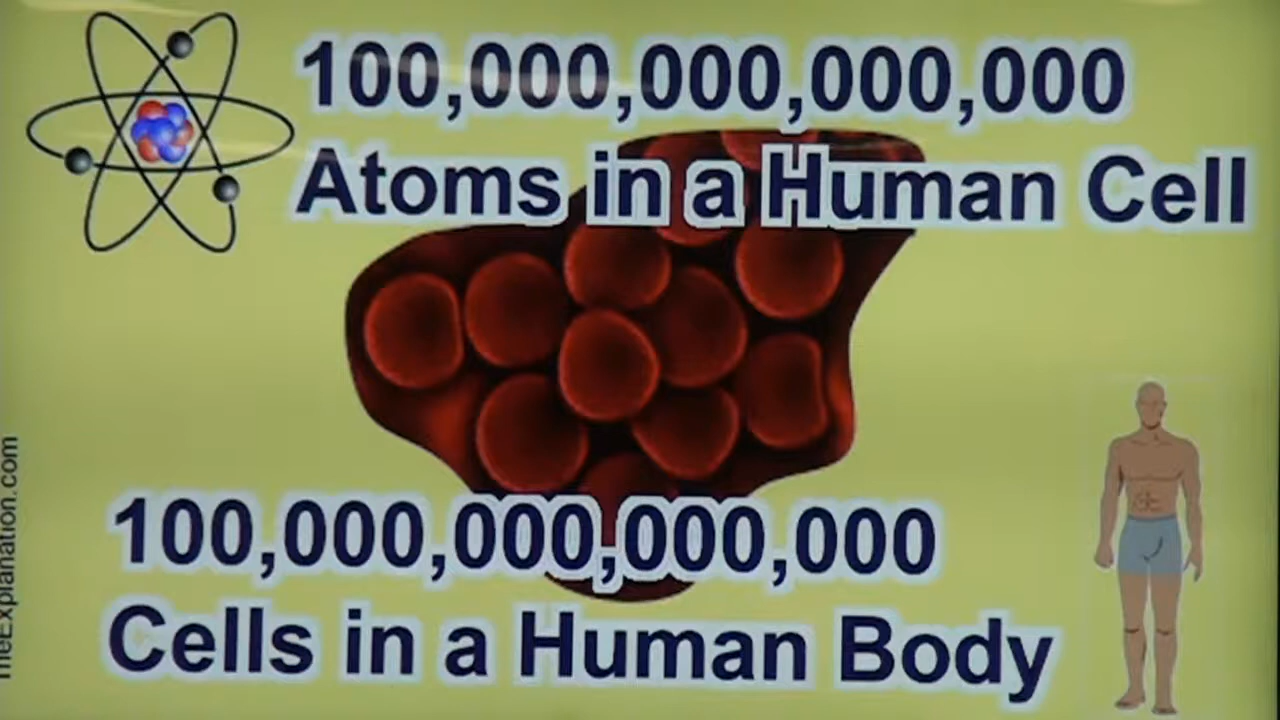 100,000,000,000,000
Atoms in a Human Cell
100,000,000,000,000
Cells in a Human Body
TheExplanation.com